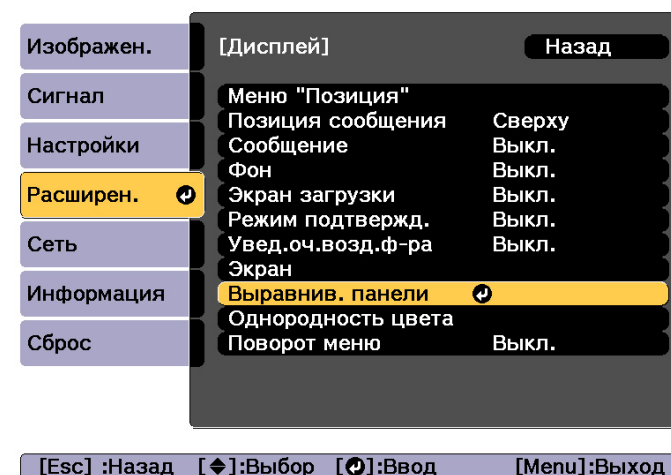 Изображен.
Сигнал
Настройки
Расширен.
Сеть
Информация
Сброс
[Дисплей] Назад
Меню "Позиция"
Позиция сообщения Сверху
Сообщение Выкл.
Фон Выкл.
Экран загрузки Выкл.
Режим подтвержд. Выкл.
Увед.оч.возд.ф-ра Выкл.
Экран
Выравнив. панели
Однородность цвета
Поворот меню Выкл.
[Esc] :Назад [◆]:Выбор [↵]:Ввод [Menu]:Выход